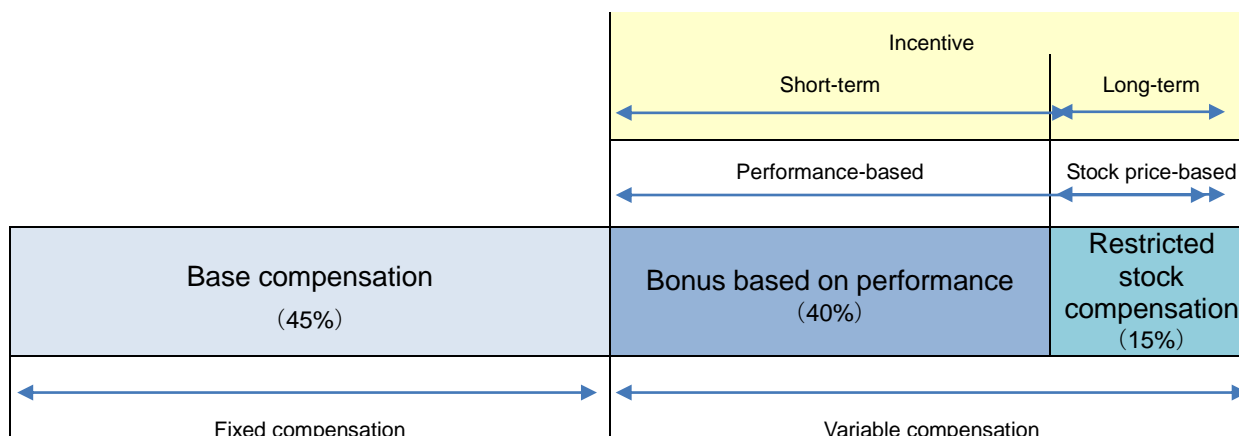 Incentive
Short-term
Long-term
Performance-based
Stock price-based
Base compensation
（45%）
Bonus based on performance
（40%）
Restricted
stock
compensation
（15%）
Fixed compensation
Variable compensation